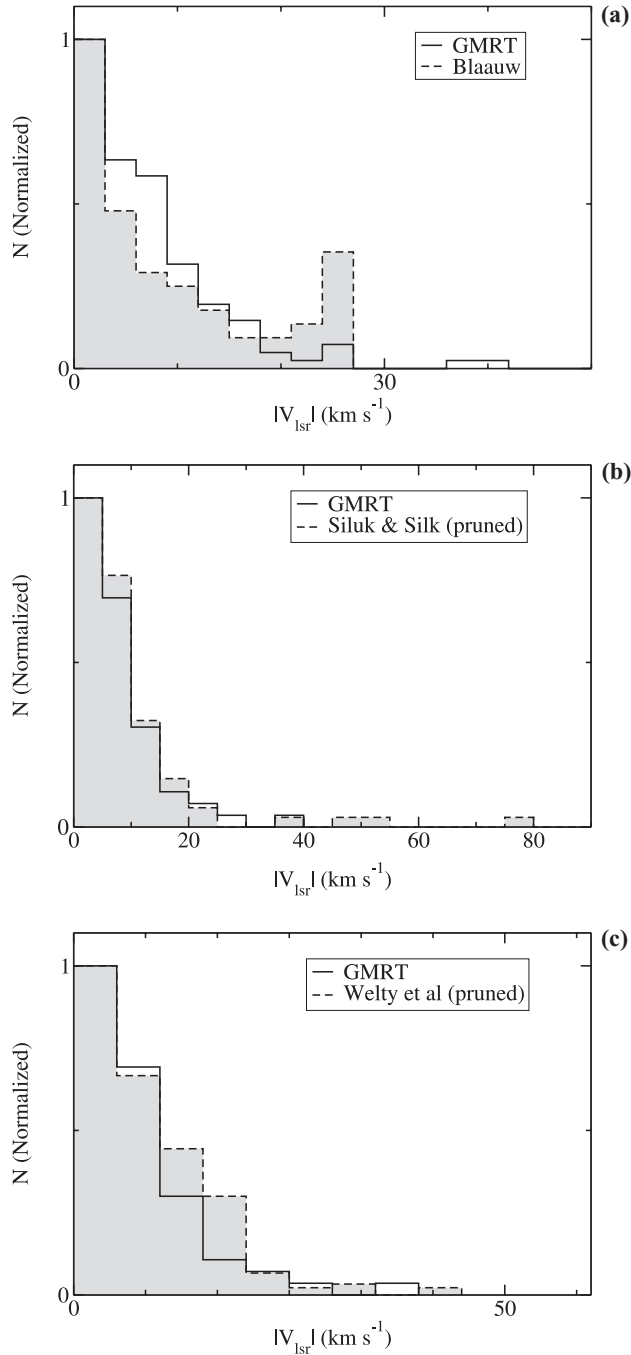 (a)
1
GMRT
Blaauw
N (Normalized)
0
0
30
|V_lsr| (km s^-1)
(b)
1
GMRT
Siluk & Silk (pruned)
N (Normalized)
0
0
20
40
60
80
|V_lsr| (km s^-1)
(c)
1
GMRT
Welty et al (pruned)
N (Normalized)
0
0
50
|V_lsr| (km s^-1)